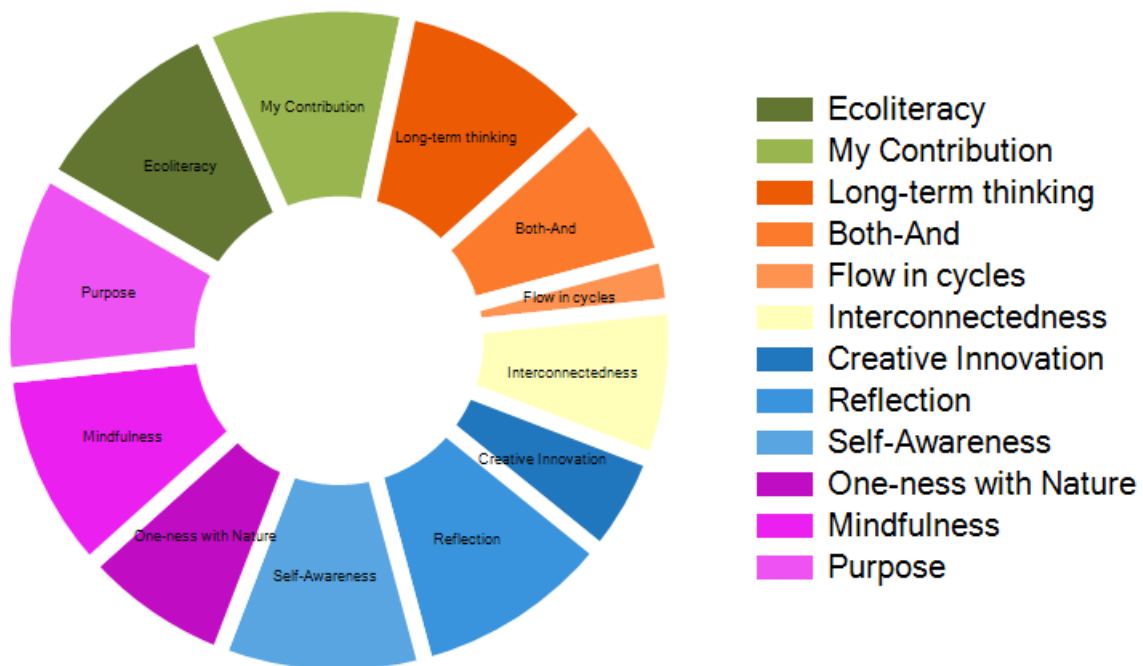 My Contribution
Long-term thinking
Ecoliteracy
Both-And
Purpose
Flow in cycles
Interconnectedness
Mindfulness
Creative Innovation
One-ness with Nature
Reflection
Self-Awareness
Ecoliteracy
My Contribution
Long-term thinking
Both-And
Flow in cycles
Interconnectedness
Creative Innovation
Reflection
Self-Awareness
One-ness with Nature
Mindfulness
Purpose